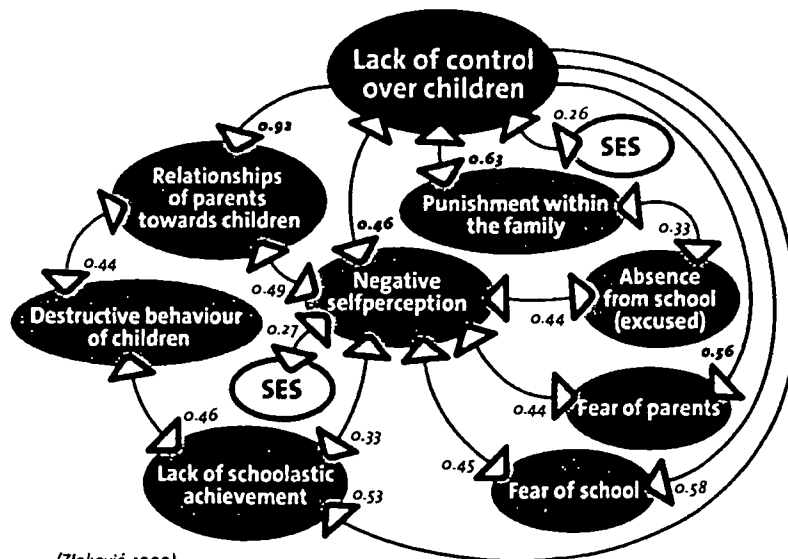 Lack of control
over children
0.92
0.26
SES
Relationships
of parents
towards children
0.63
Punishment within
the family
0.46
0.33
0.44
0.49
Negative
selfperception
Absence
from school
(excused)
Destructive behaviour
of children
0.27
0.44
SES
0.56
0.44
Fear of parents
0.46
0.33
Lack of schoolastic
achievement
0.53
0.45
Fear of school
0.58